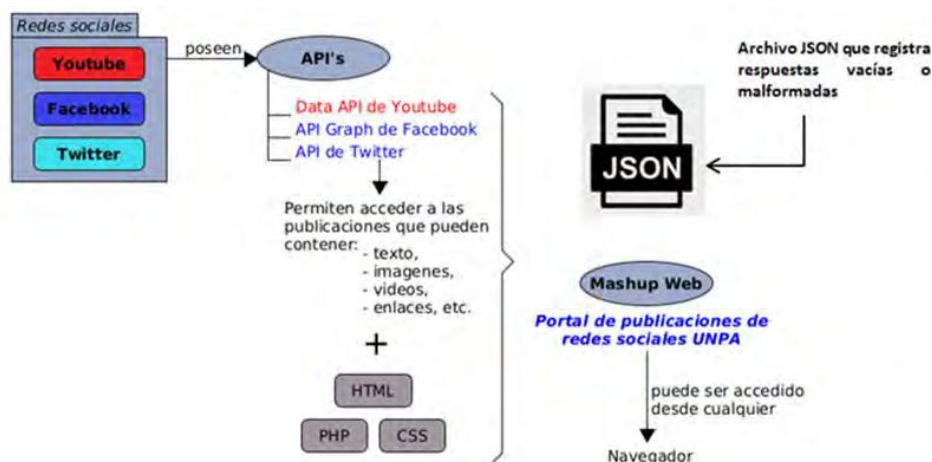 Redes sociales
Youtube
Facebook
Twitter
poseen
API's
Data API de Youtube
API Graph de Facebook
API de Twitter
Permiten acceder a las
publicaciones que pueden
contener:
- texto,
- imagenes,
- videos,
- enlaces, etc.
+
HTML
PHP
CSS
Archivo JSON que registra
respuestas vacías o
malformadas
JSON
Mashup Web
Portal de publicaciones de
redes sociales UNPA
puede ser accedido
desde cualquier
Navegador